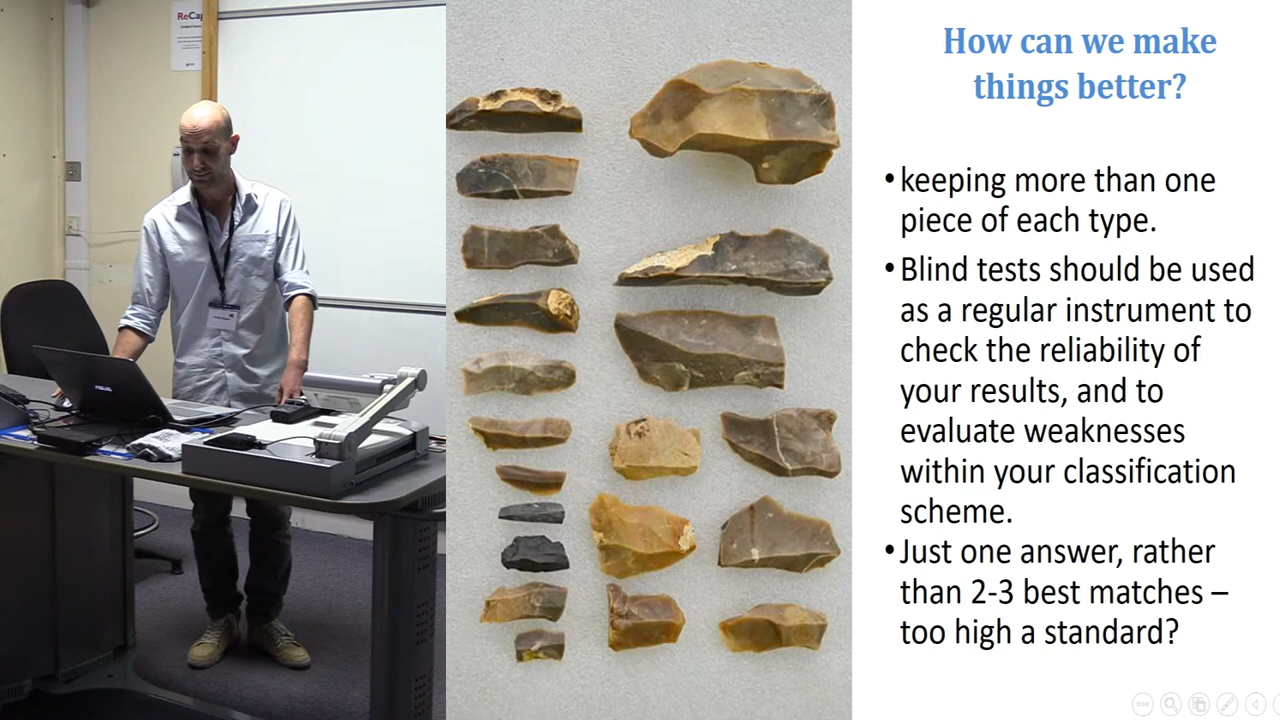 ReCap
ASUS
How can we make
things better?
•keeping more than one
piece of each type.
•Blind tests should be used
as a regular instrument to
check the reliability of
your results, and to
evaluate weaknesses
within your classification
scheme.
•Just one answer, rather
than 2-3 best matches –
too high a standard?